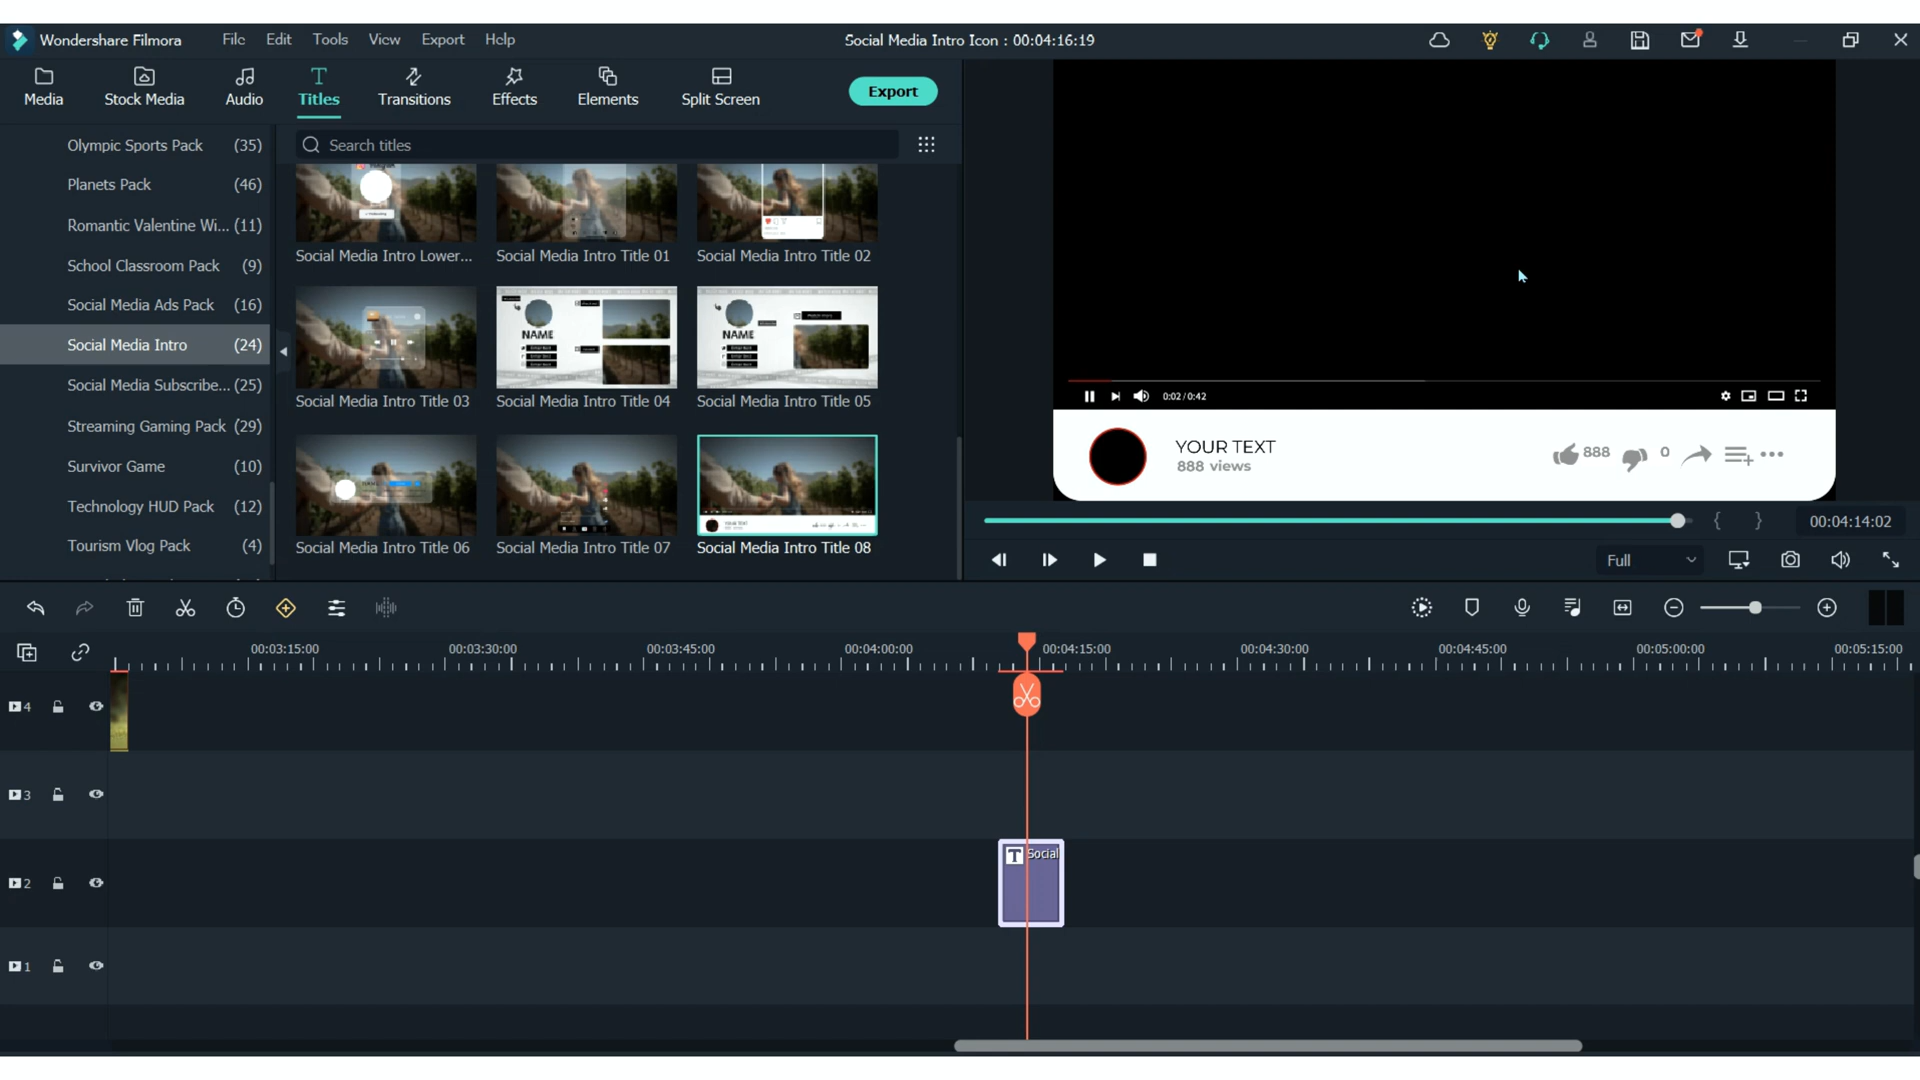 Wondershare Filmora File Edit Tools View Export Help Social Media Intro Icon : 00:04:16:19
Media Stock Media Audio Titles Transitions Effects Elements Split Screen Export
Search titles
Olympic Sports Pack (35)
Planets Pack (46)
Romantic Valentine Wi... (11)
School Classroom Pack (9)
Social Media Ads Pack (16)
Social Media Intro (24)
Social Media Subscribe... (25)
Streaming Gaming Pack (29)
Survivor Game (10)
Technology HUD Pack (12)
Tourism Vlog Pack (4)
Social Media Intro Lower... Social Media Intro Title 01 Social Media Intro Title 02
NAME NAME
Social Media Intro Title 03 Social Media Intro Title 04 Social Media Intro Title 05
Social Media Intro Title 06 Social Media Intro Title 07 Social Media Intro Title 08
0:02 / 0:42
YOUR TEXT 888 0
888 views
00:04:14:02
Full
00:03:15:00 00:03:30:00 00:03:45:00 00:04:00:00 00:04:15:00 00:04:30:00 00:04:45:00 00:05:00:00 00:05:15:00
4
3
2 T Social
1